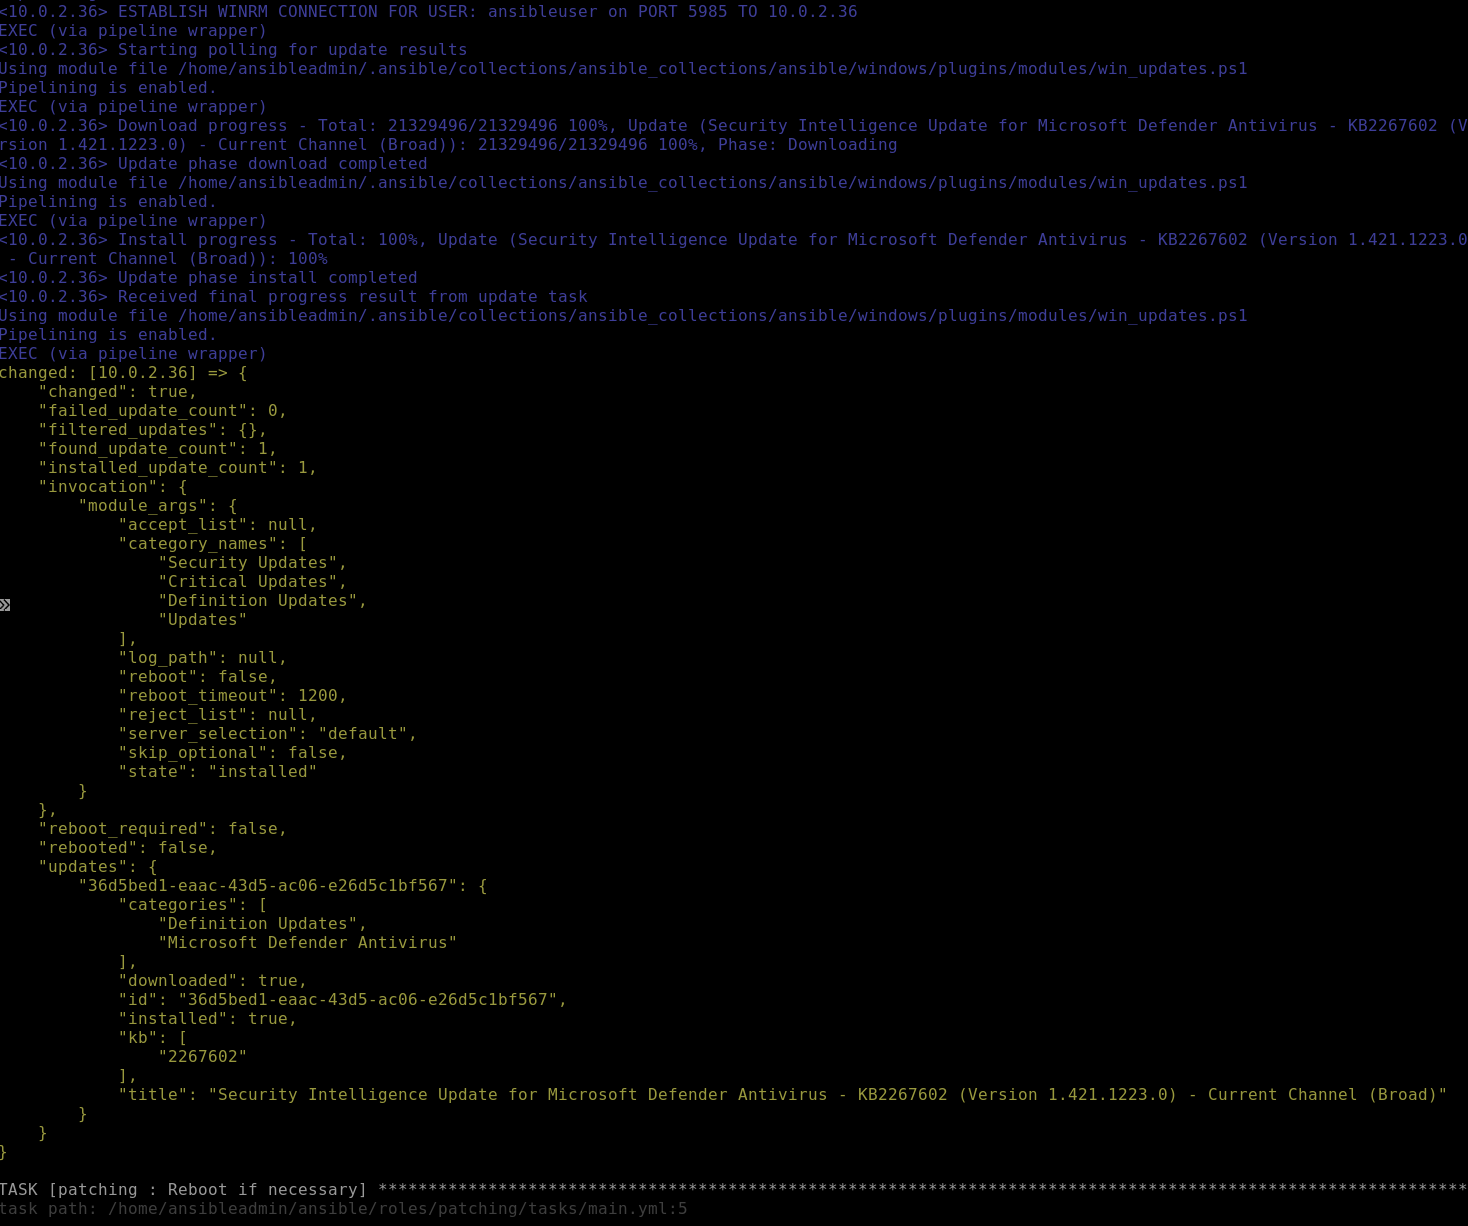 <10.0.2.36> ESTABLISH WINRM CONNECTION FOR USER: ansibleuser on PORT 5985 TO 10.0.2.36
EXEC (via pipeline wrapper)
<10.0.2.36> Starting polling for update results
Using module file /home/ansibleadmin/.ansible/collections/ansible_collections/ansible/windows/plugins/modules/win_updates.ps1
Pipelining is enabled.
EXEC (via pipeline wrapper)
<10.0.2.36> Download progress - Total: 21329496/21329496 100%, Update (Security Intelligence Update for Microsoft Defender Antivirus - KB2267602 (V
rsion 1.421.1223.0) - Current Channel (Broad)): 21329496/21329496 100%, Phase: Downloading
<10.0.2.36> Update phase download completed
Using module file /home/ansibleadmin/.ansible/collections/ansible_collections/ansible/windows/plugins/modules/win_updates.ps1
Pipelining is enabled.
EXEC (via pipeline wrapper)
<10.0.2.36> Install progress - Total: 100%, Update (Security Intelligence Update for Microsoft Defender Antivirus - KB2267602 (Version 1.421.1223.0
 - Current Channel (Broad)): 100%
<10.0.2.36> Update phase install completed
<10.0.2.36> Received final progress result from update task
Using module file /home/ansibleadmin/.ansible/collections/ansible_collections/ansible/windows/plugins/modules/win_updates.ps1
Pipelining is enabled.
EXEC (via pipeline wrapper)
changed: [10.0.2.36] => {
    "changed": true,
    "failed_update_count": 0,
    "filtered_updates": {},
    "found_update_count": 1,
    "installed_update_count": 1,
    "invocation": {
        "module_args": {
            "accept_list": null,
            "category_names": [
                "Security Updates",
                "Critical Updates",
                "Definition Updates",
                "Updates"
            ],
            "log_path": null,
            "reboot": false,
            "reboot_timeout": 1200,
            "reject_list": null,
            "server_selection": "default",
            "skip_optional": false,
            "state": "installed"
        }
    },
    "reboot_required": false,
    "rebooted": false,
    "updates": {
        "36d5bed1-eaac-43d5-ac06-e26d5c1bf567": {
            "categories": [
                "Definition Updates",
                "Microsoft Defender Antivirus"
            ],
            "downloaded": true,
            "id": "36d5bed1-eaac-43d5-ac06-e26d5c1bf567",
            "installed": true,
            "kb": [
                "2267602"
            ],
            "title": "Security Intelligence Update for Microsoft Defender Antivirus - KB2267602 (Version 1.421.1223.0) - Current Channel (Broad)"
        }
    }
}
TASK [patching : Reboot if necessary] *************************************************************************************************************
task path: /home/ansibleadmin/ansible/roles/patching/tasks/main.yml:5